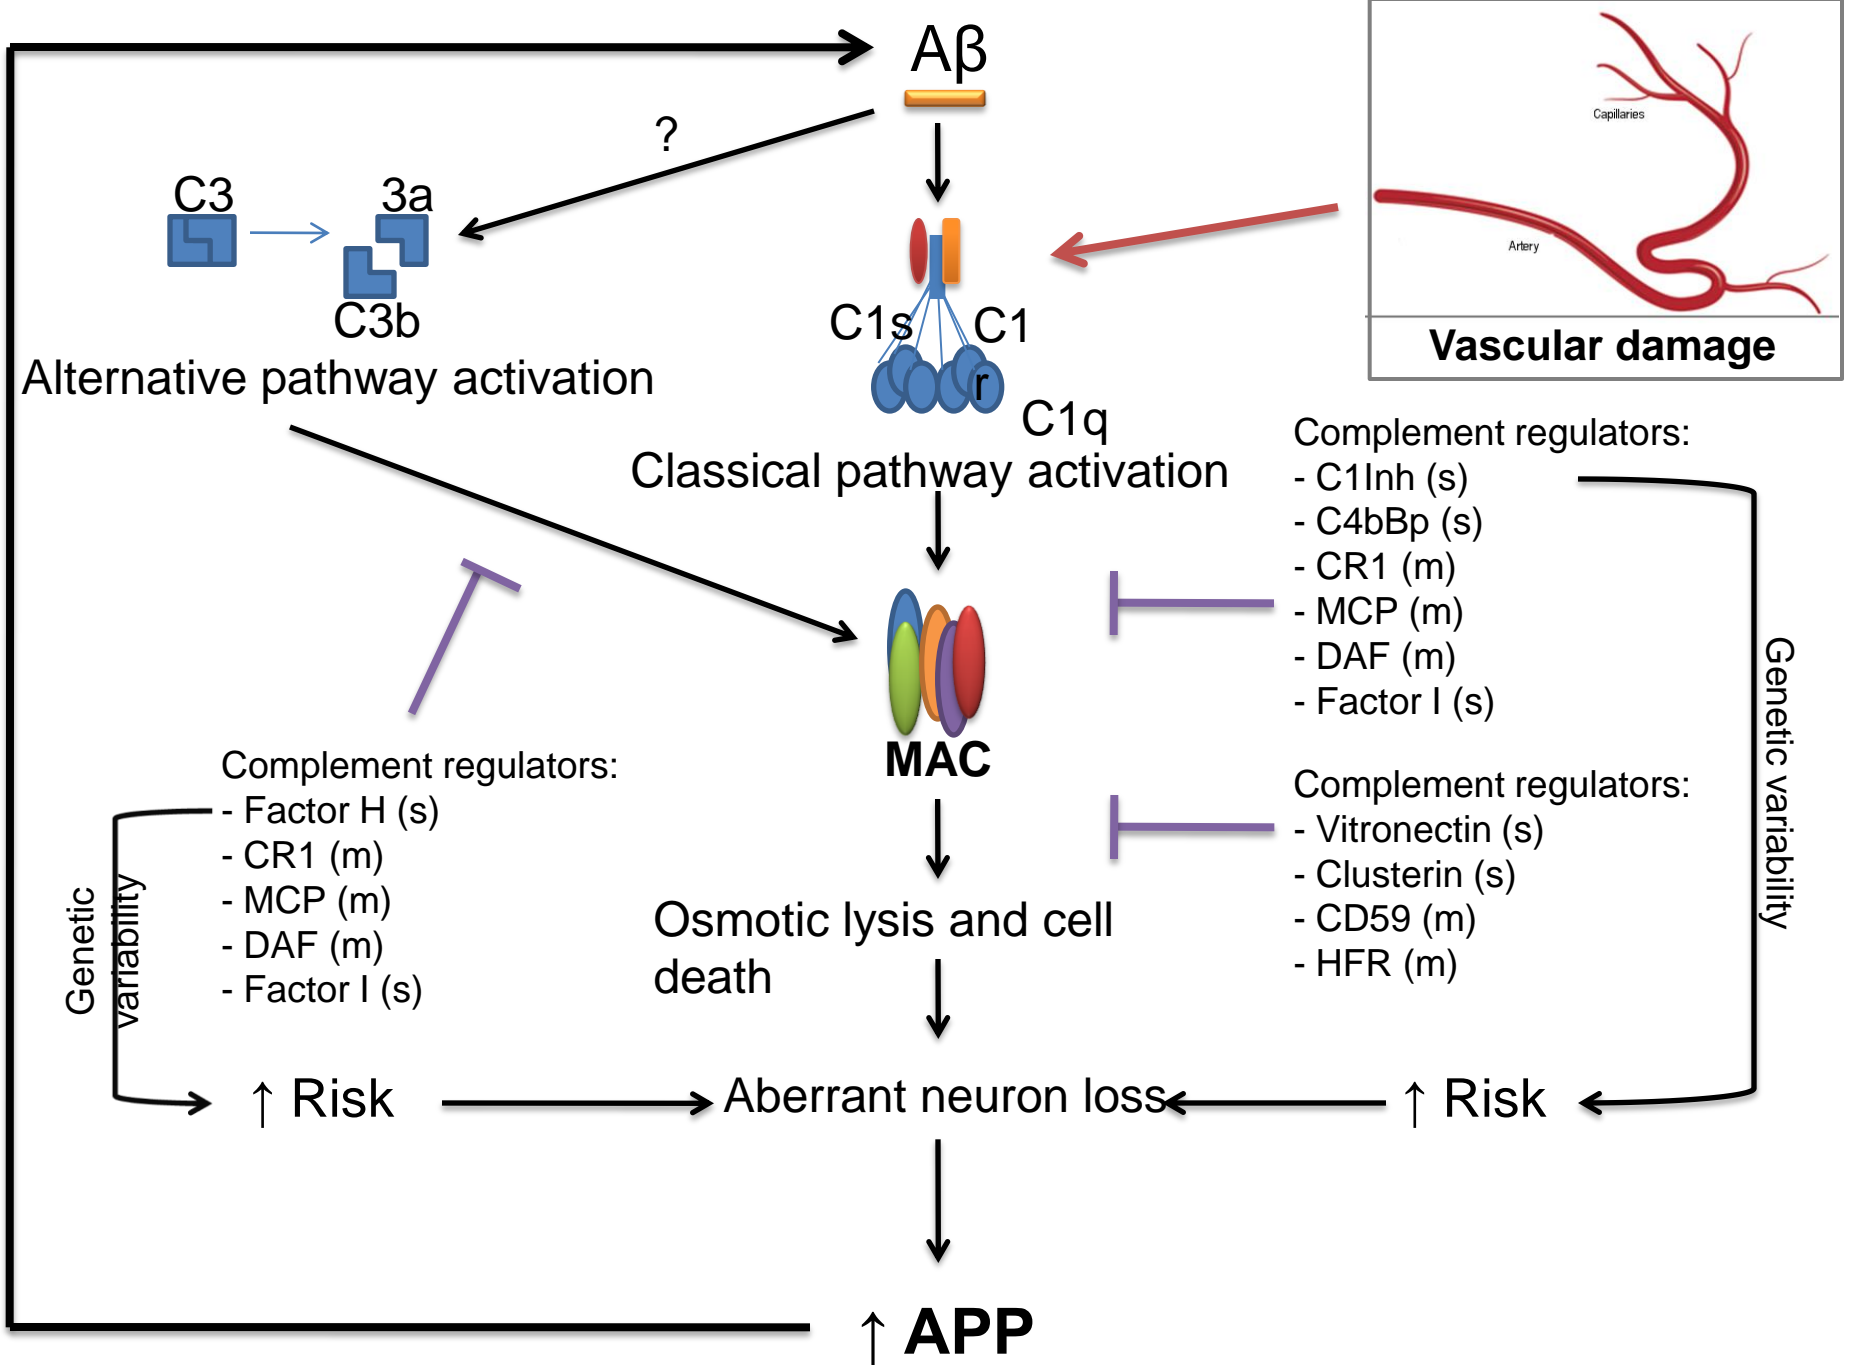 Aβ
?
Capillaries
Artery
Vascular damage
C3
3a
C3b
Alternative pathway activation
C1s
C1
r
C1q
Classical pathway activation
Complement regulators:
- C1Inh (s)
- C4bBp (s)
- CR1 (m)
- MCP (m)
- DAF (m)
- Factor I (s)
Genetic variability
MAC
Complement regulators:
- Factor H (s)
- CR1 (m)
- MCP (m)
- DAF (m)
- Factor I (s)
Genetic
variability
Complement regulators:
- Vitronectin (s)
- Clusterin (s)
- CD59 (m)
- HFR (m)
Osmotic lysis and cell
death
↑ Risk
Aberrant neuron loss
↑ Risk
↑ APP